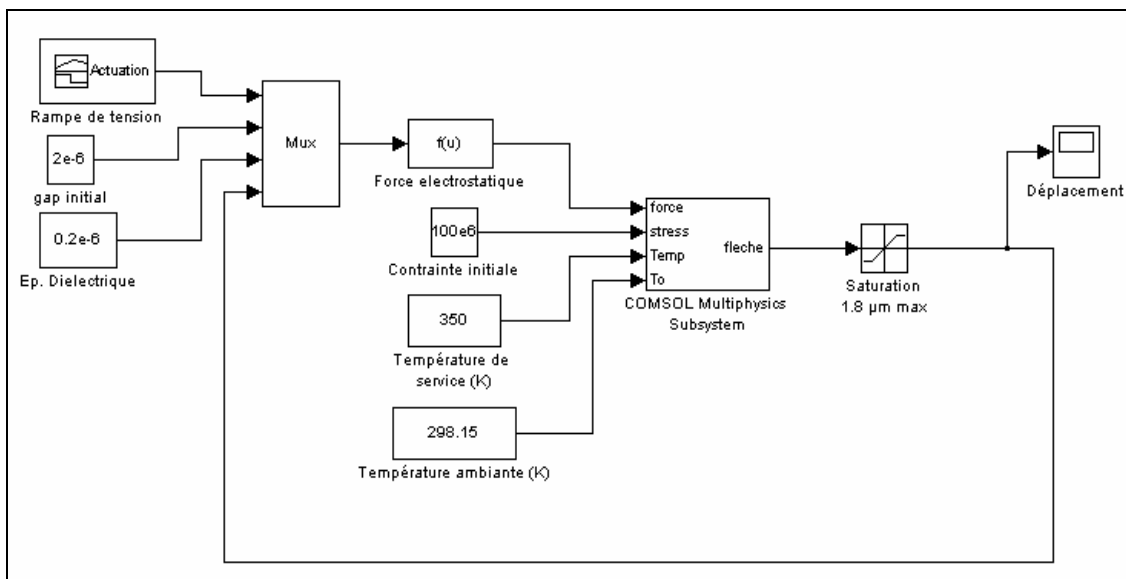 Actuation
Rampe de tension
2e-6
gap initial
0.2e-6
Ep. Dielectrique
Mux
f(u)
Force electrostatique
100e6
Contrainte initiale
350
Température de
service (K)
298.15
Température ambiante (K)
force
stress
Temp
To
fleche
COMSOL Multiphysics
Subsystem
Saturation
1.8 µm max
Déplacement